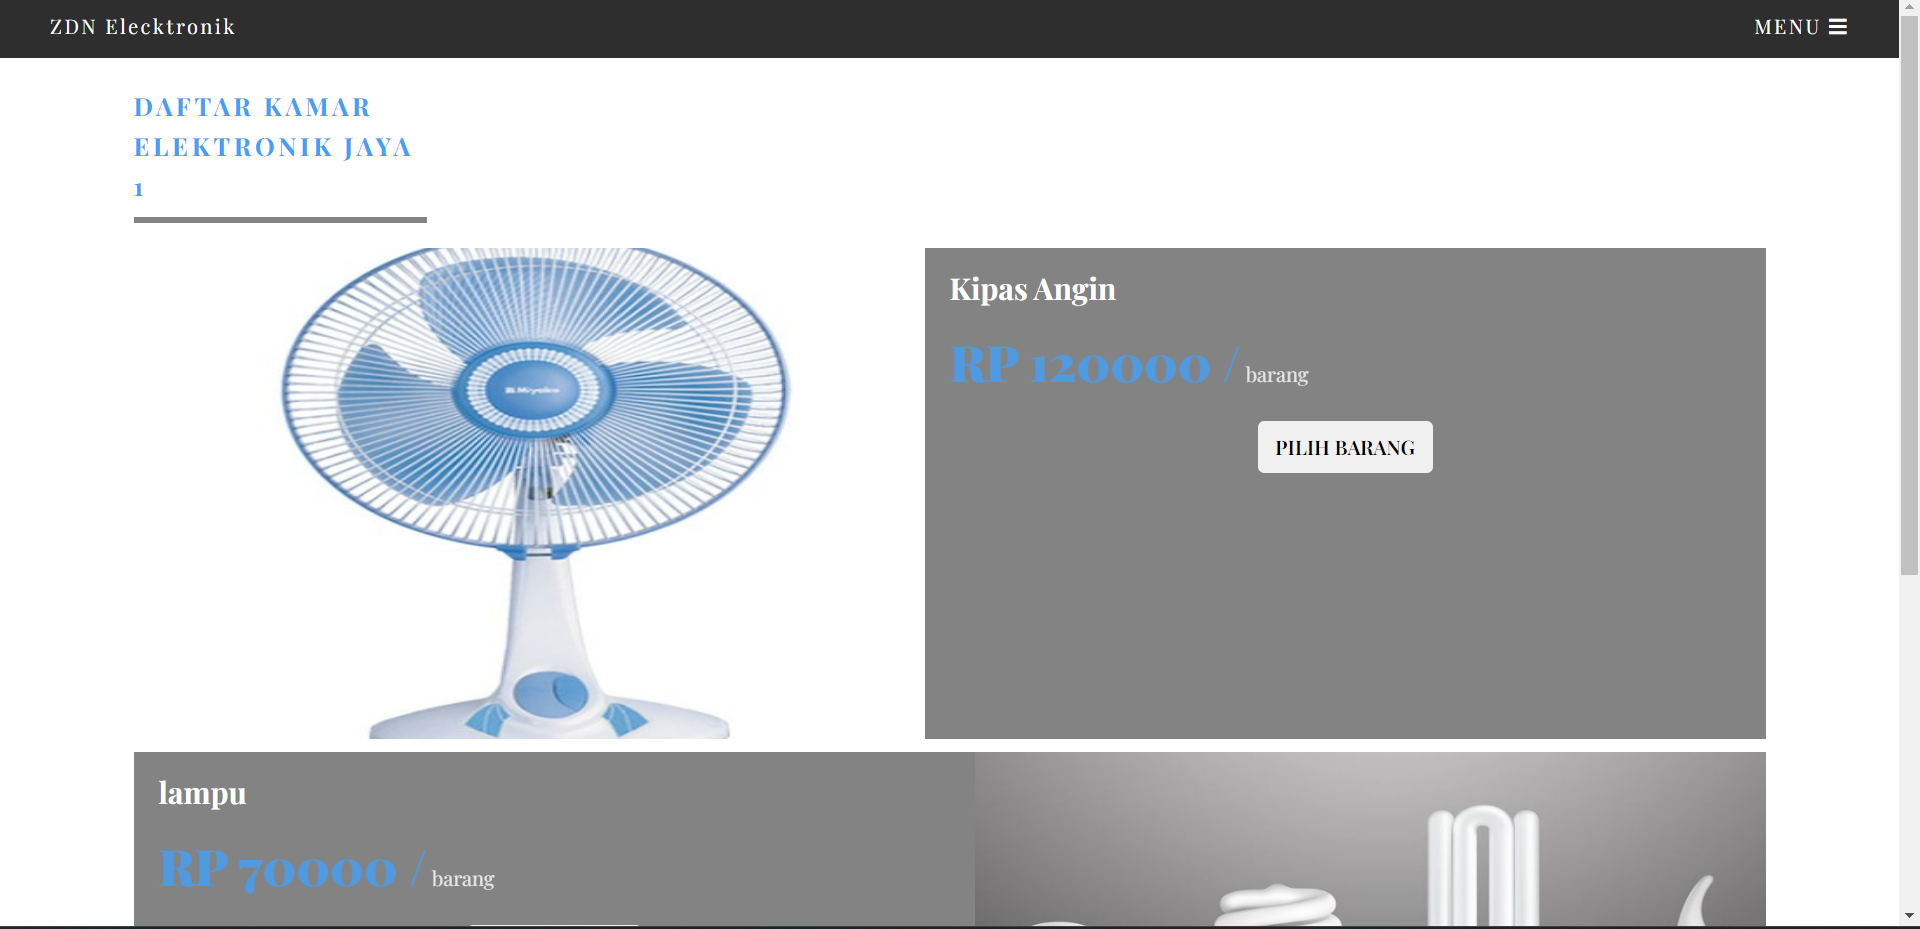 ZDN Elecktronik
MENU
DAFTAR KAMAR
ELEKTRONIK JAYA
1
Miyako
Kipas Angin
RP 120000 / barang
PILIH BARANG
lampu
RP 70000 / barang